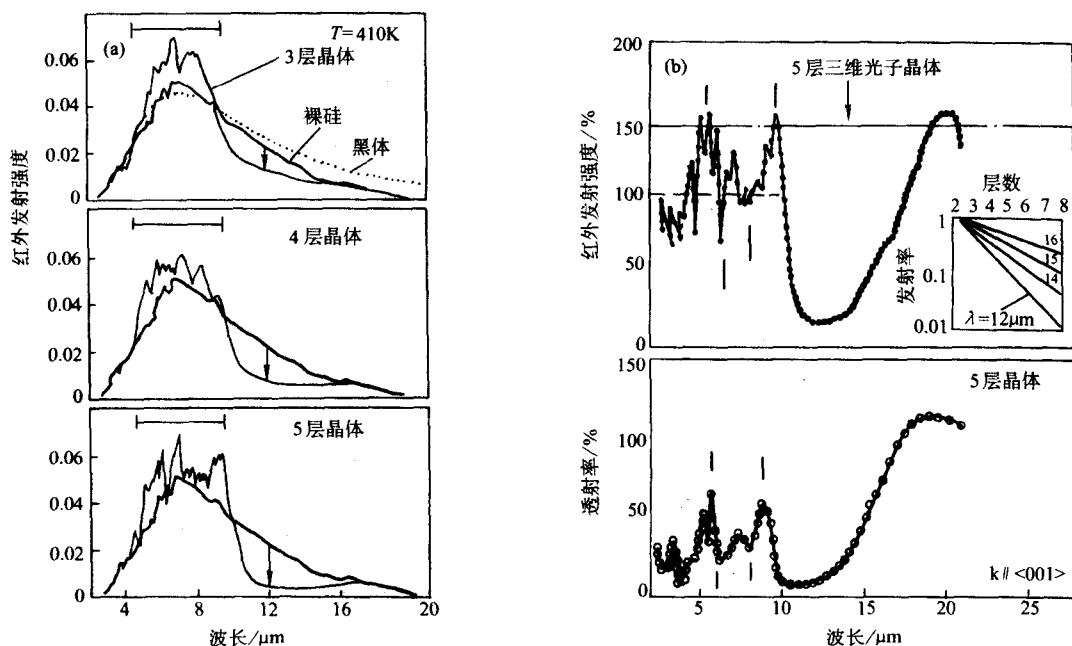 (a)
T=410K
3层晶体
裸硅
黑体
0.06
0.04
0.02
0
4层晶体
0.06
0.04
0.02
0
5层晶体
0.06
0.04
0.02
0
红外发射强度
4 8 12 16 20
波长/μm
(b)
5层三维光子晶体
200
150
100
50
0
红外发射强度/%
层数
2 3 4 5 6 7 8
1
0.1
0.01
发射率
16
15
14
λ=12μm
5层晶体
150
100
50
0
透射率/%
k∥<001>
5 10 15 20 25
波长/μm